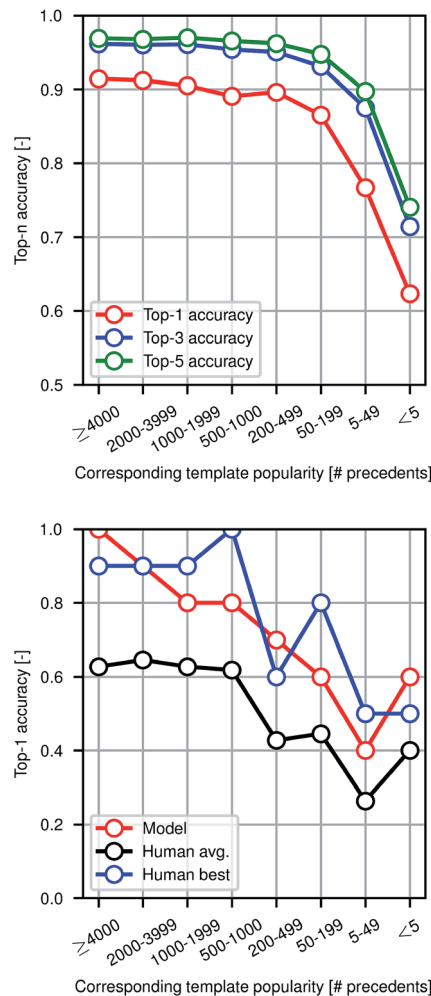 1.0
0.9
0.8
0.7
0.6
0.5
Top-n accuracy [-]
Top-1 accuracy
Top-3 accuracy
Top-5 accuracy
≥4000
2000-3999
1000-1999
500-1000
200-499
50-199
5-49
<5
Corresponding template popularity [# precedents]
1.0
0.8
0.6
0.4
0.2
0.0
Top-1 accuracy [-]
Model
Human avg.
Human best
≥4000
2000-3999
1000-1999
500-1000
200-499
50-199
5-49
<5
Corresponding template popularity [# precedents]